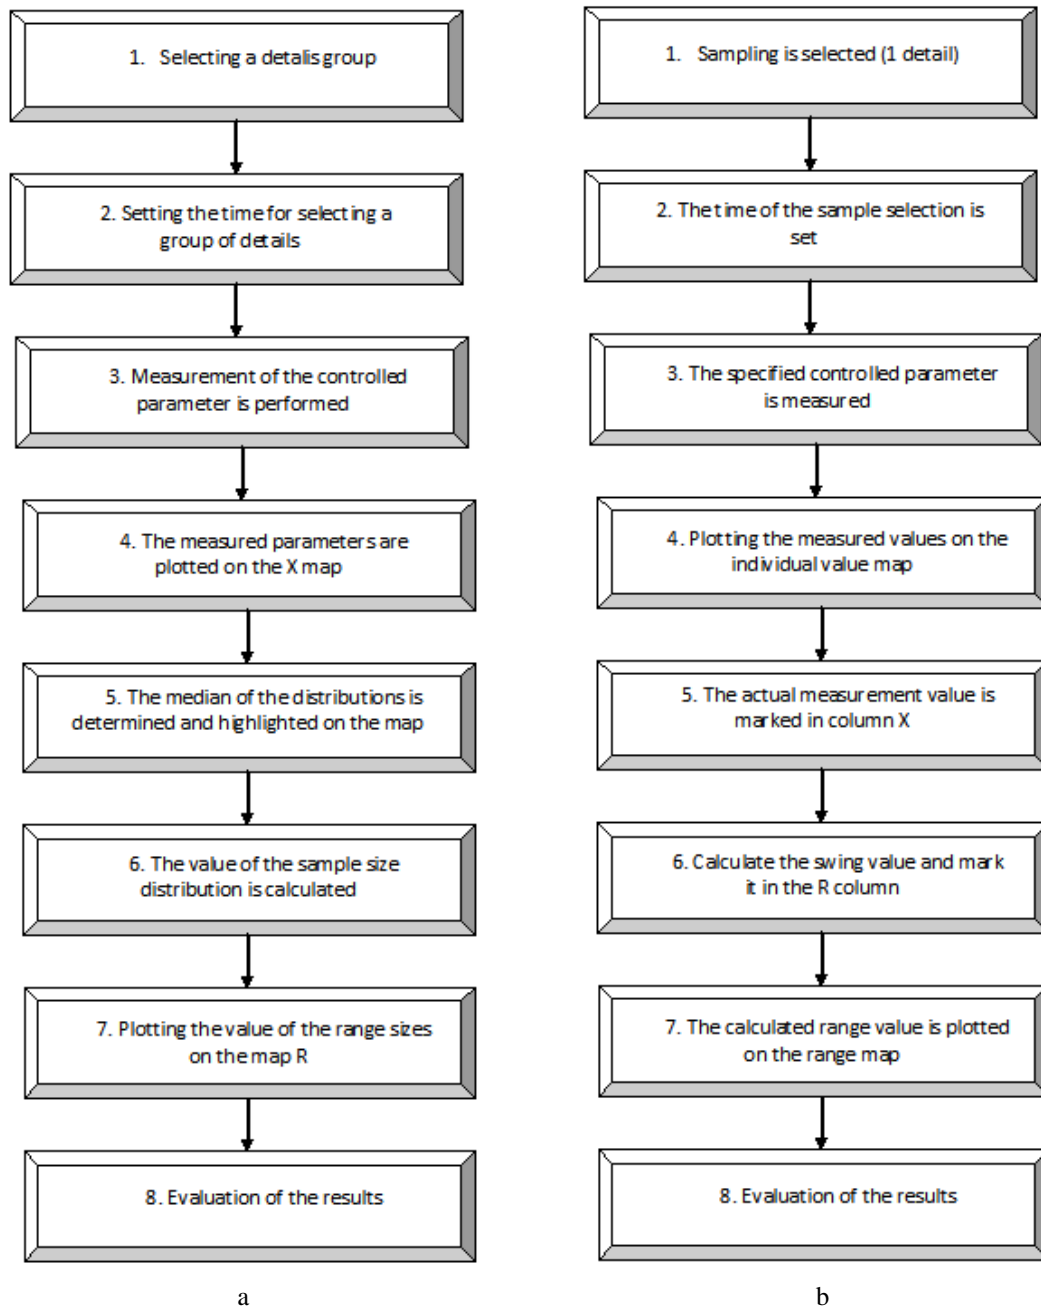 1. Selecting a detalis group
2. Setting the time for selecting a
group of details
3. Measurement of the controlled
parameter is performed
4. The measured parameters are
plotted on the X map
5. The median of the distributions is
determined and highlighted on the map
6. The value of the sample size
distribution is calculated
7. Plotting the value of the range sizes
on the map R
8. Evaluation of the results
a
1. Sampling is selected (1 detail)
2. The time of the sample selection is
set
3. The specified controlled parameter
is measured
4. Plotting the measured values on the
individual value map
5. The actual measurement value is
marked in column X
6. Calculate the swing value and mark
it in the R column
7. The calculated range value is plotted
on the range map
8. Evaluation of the results
b